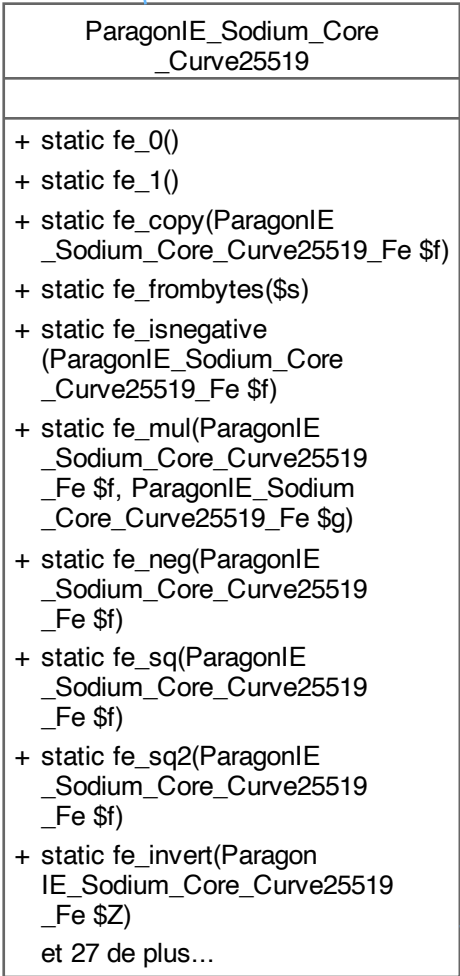 ParagonIE_Sodium_Core
_Curve25519
+ static fe_0()
+ static fe_1()
+ static fe_copy(ParagonIE
_Sodium_Core_Curve25519_Fe $f)
+ static fe_frombytes($s)
+ static fe_isnegative
(ParagonIE_Sodium_Core
_Curve25519_Fe $f)
+ static fe_mul(ParagonIE
_Sodium_Core_Curve25519
_Fe $f, ParagonIE_Sodium
_Core_Curve25519_Fe $g)
+ static fe_neg(ParagonIE
_Sodium_Core_Curve25519
_Fe $f)
+ static fe_sq(ParagonIE
_Sodium_Core_Curve25519
_Fe $f)
+ static fe_sq2(ParagonIE
_Sodium_Core_Curve25519
_Fe $f)
+ static fe_invert(Paragon
IE_Sodium_Core_Curve25519
_Fe $Z)
et 27 de plus...